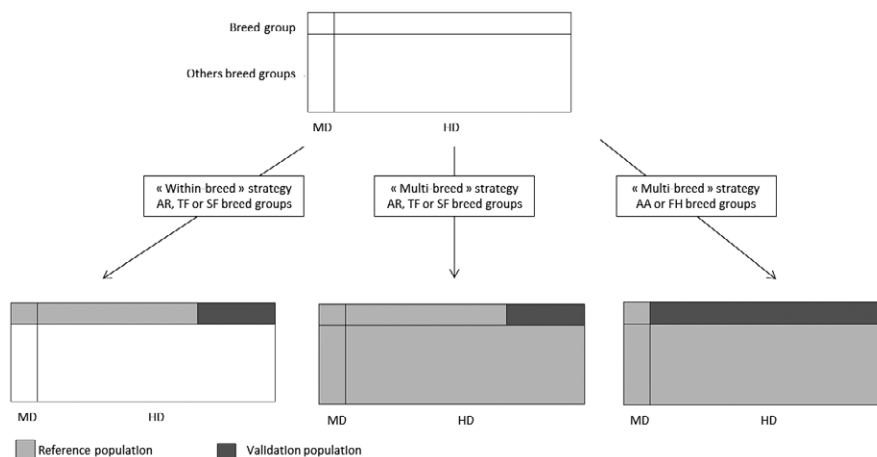 Breed group
Others breed groups
MD
HD
« Within-breed » strategy
AR, TF or SF breed groups
« Multi-breed » strategy
AR, TF or SF breed groups
« Multi-breed » strategy
AA or FH breed groups
MD
HD
MD
HD
MD
HD
Reference population
Validation population